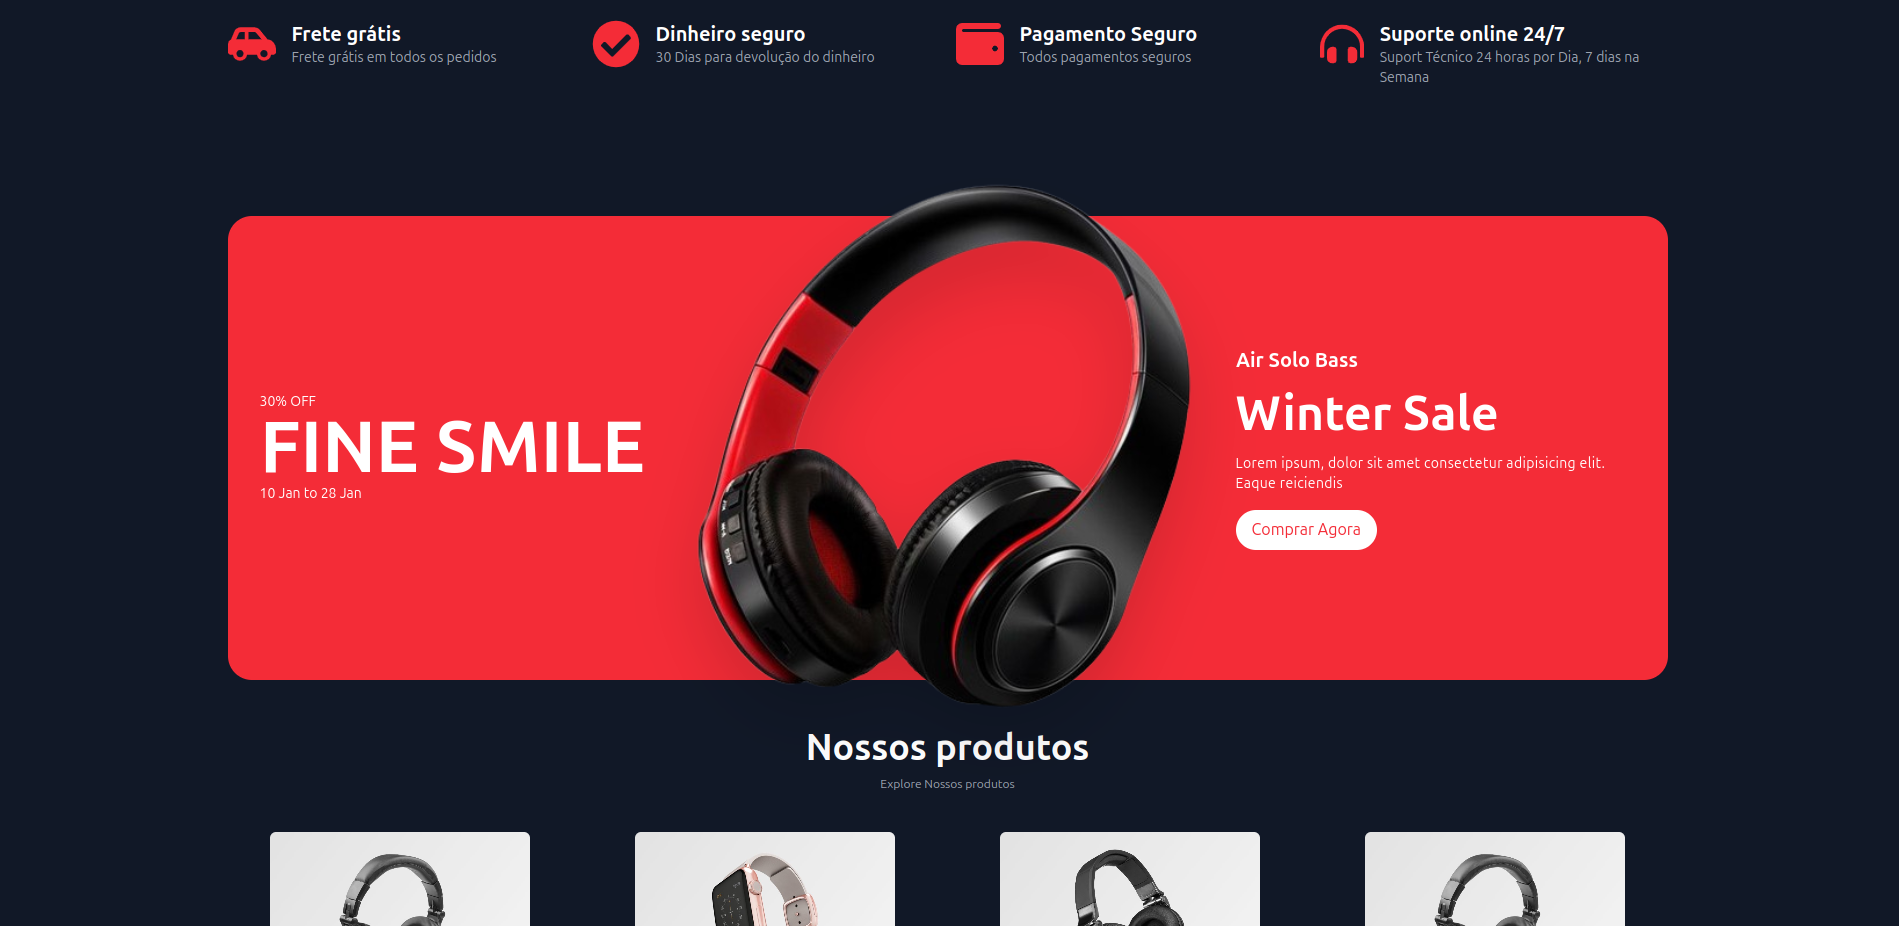 Frete grátis
Frete grátis em todos os pedidos
Dinheiro seguro
30 Dias para devolução do dinheiro
Pagamento Seguro
Todos pagamentos seguros
Suporte online 24/7
Suport Técnico 24 horas por Dia, 7 dias na
Semana
30% OFF
FINE SMILE
10 Jan to 28 Jan
Air Solo Bass
Winter Sale
Lorem ipsum, dolor sit amet consectetur adipisicing elit.
Eaque reiciendis
Comprar Agora
Nossos produtos
Explore Nossos produtos